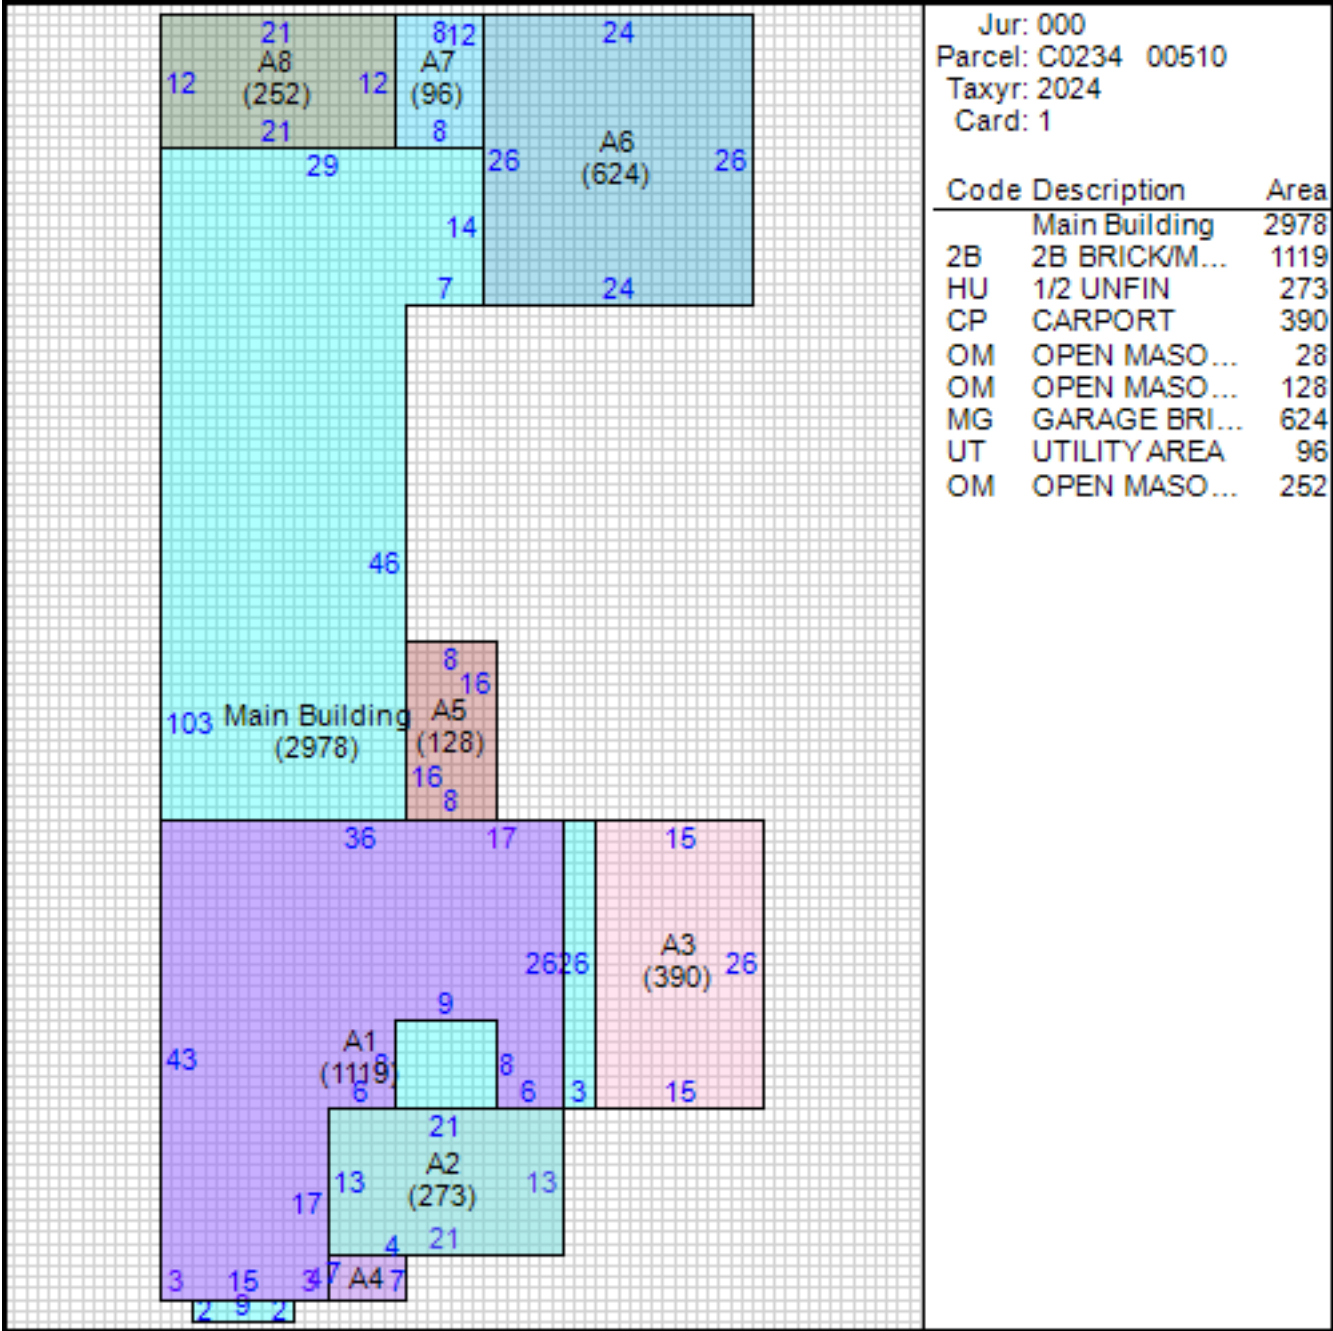 Jur: 000
Parcel: C0234 00510
Taxyr: 2024
Card: 1
Code Description Area
Main Building 2978
2B 2B BRICK/M... 1119
HU 1/2 UNFIN 273
CP CARPORT 390
OM OPEN MASO... 28
OM OPEN MASO... 128
MG GARAGE BRI... 624
UT UTILITY AREA 96
OM OPEN MASO... 252
21
12 A8 12
(252)
21
8 12
A7
(96)
8
24
A6
26 (624) 26
24
29
14
7
46
103 Main Building
(2978)
8
16
A5
(128)
16
8
36 17
26 26
15
A3
(390) 26
15
9
43 A1
(1119)
8
6
8
6 3
21
A2
13 (273) 13
21
17
4
3 15 3 4 7 A4 7
2 9 2